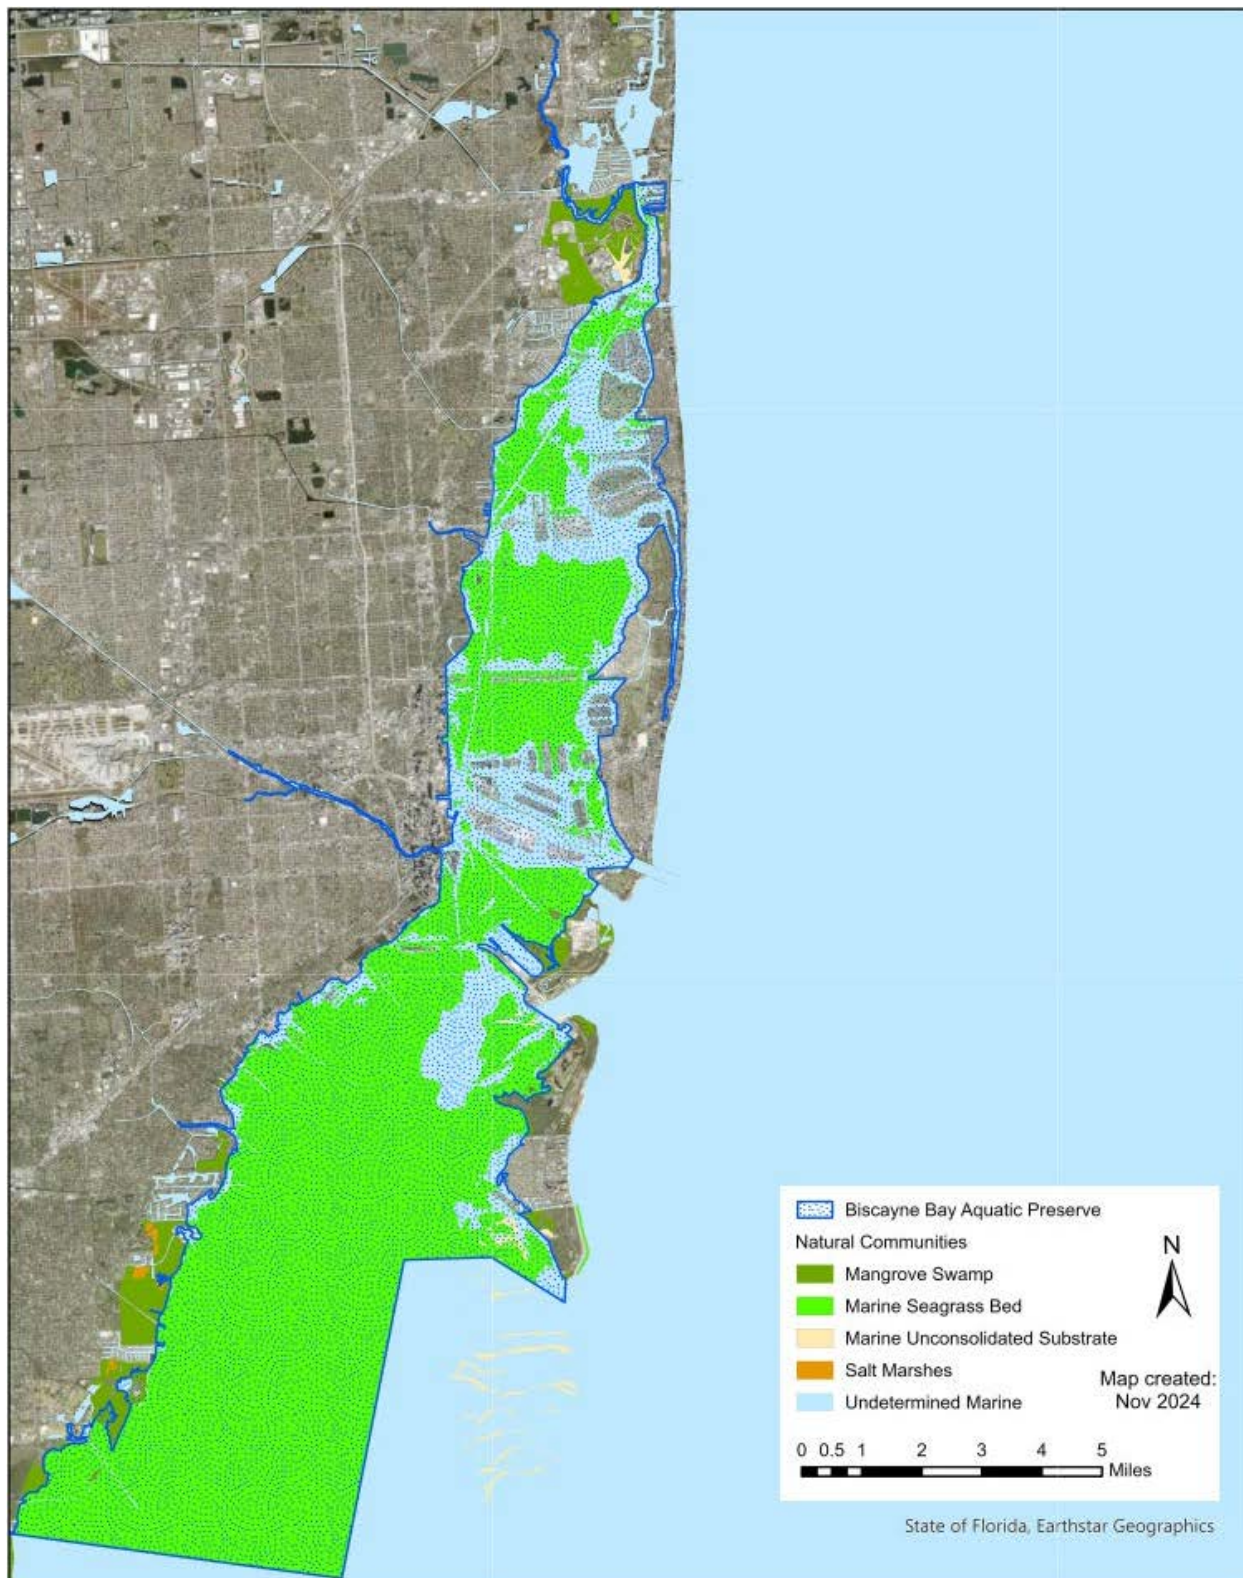 Biscayne Bay Aquatic Preserve
Natural Communities
N
Mangrove Swamp
Marine Seagrass Bed
Marine Unconsolidated Substrate
Salt Marshes
Map created:
Undetermined Marine
Nov 2024
0 0.5 1 2 3 4 5
Miles
State of Florida, Earthstar Geographics